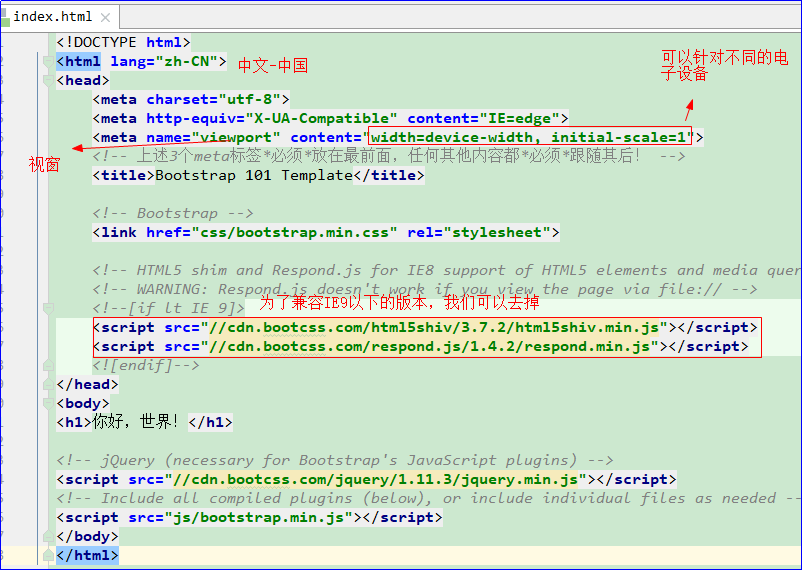 index.html
<!DOCTYPE html>
<html lang="zh-CN"> 中文-中国
可以针对不同的电
子设备
<head>
<meta charset="utf-8">
<meta http-equiv="X-UA-Compatible" content="IE=edge">
<meta name="viewport" content="width=device-width, initial-scale=1">
视窗
<!-- 上述3个meta标签*必须*放在最前面，任何其他内容都*必须*跟随其后！ -->
<title>Bootstrap 101 Template</title>
<!-- Bootstrap -->
<link href="css/bootstrap.min.css" rel="stylesheet">
<!-- HTML5 shim and Respond.js for IE8 support of HTML5 elements and media quer
<!-- WARNING: Respond.js doesn't work if you view the page via file:// -->
<!--[if lt IE 9]> 为了兼容IE9以下的版本，我们可以去掉
<script src="//cdn.bootcss.com/html5shiv/3.7.2/html5shiv.min.js"></script>
<script src="//cdn.bootcss.com/respond.js/1.4.2/respond.min.js"></script>
<![endif]-->
</head>
<body>
<h1>你好，世界！</h1>
<!-- jQuery (necessary for Bootstrap's JavaScript plugins) -->
<script src="//cdn.bootcss.com/jquery/1.11.3/jquery.min.js"></script>
<!-- Include all compiled plugins (below), or include individual files as needed --
<script src="js/bootstrap.min.js"></script>
</body>
</html>